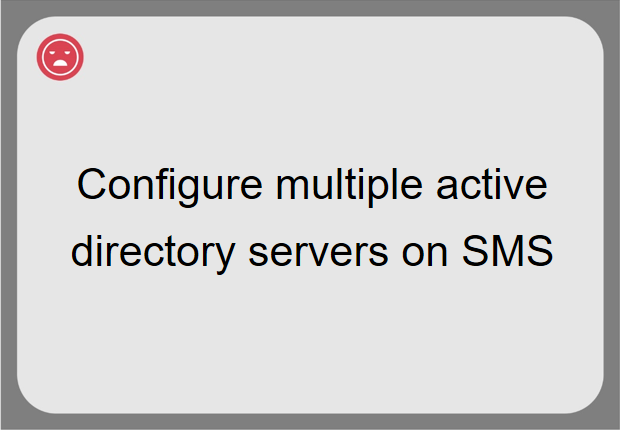 Configure multiple active
directory servers on SMS